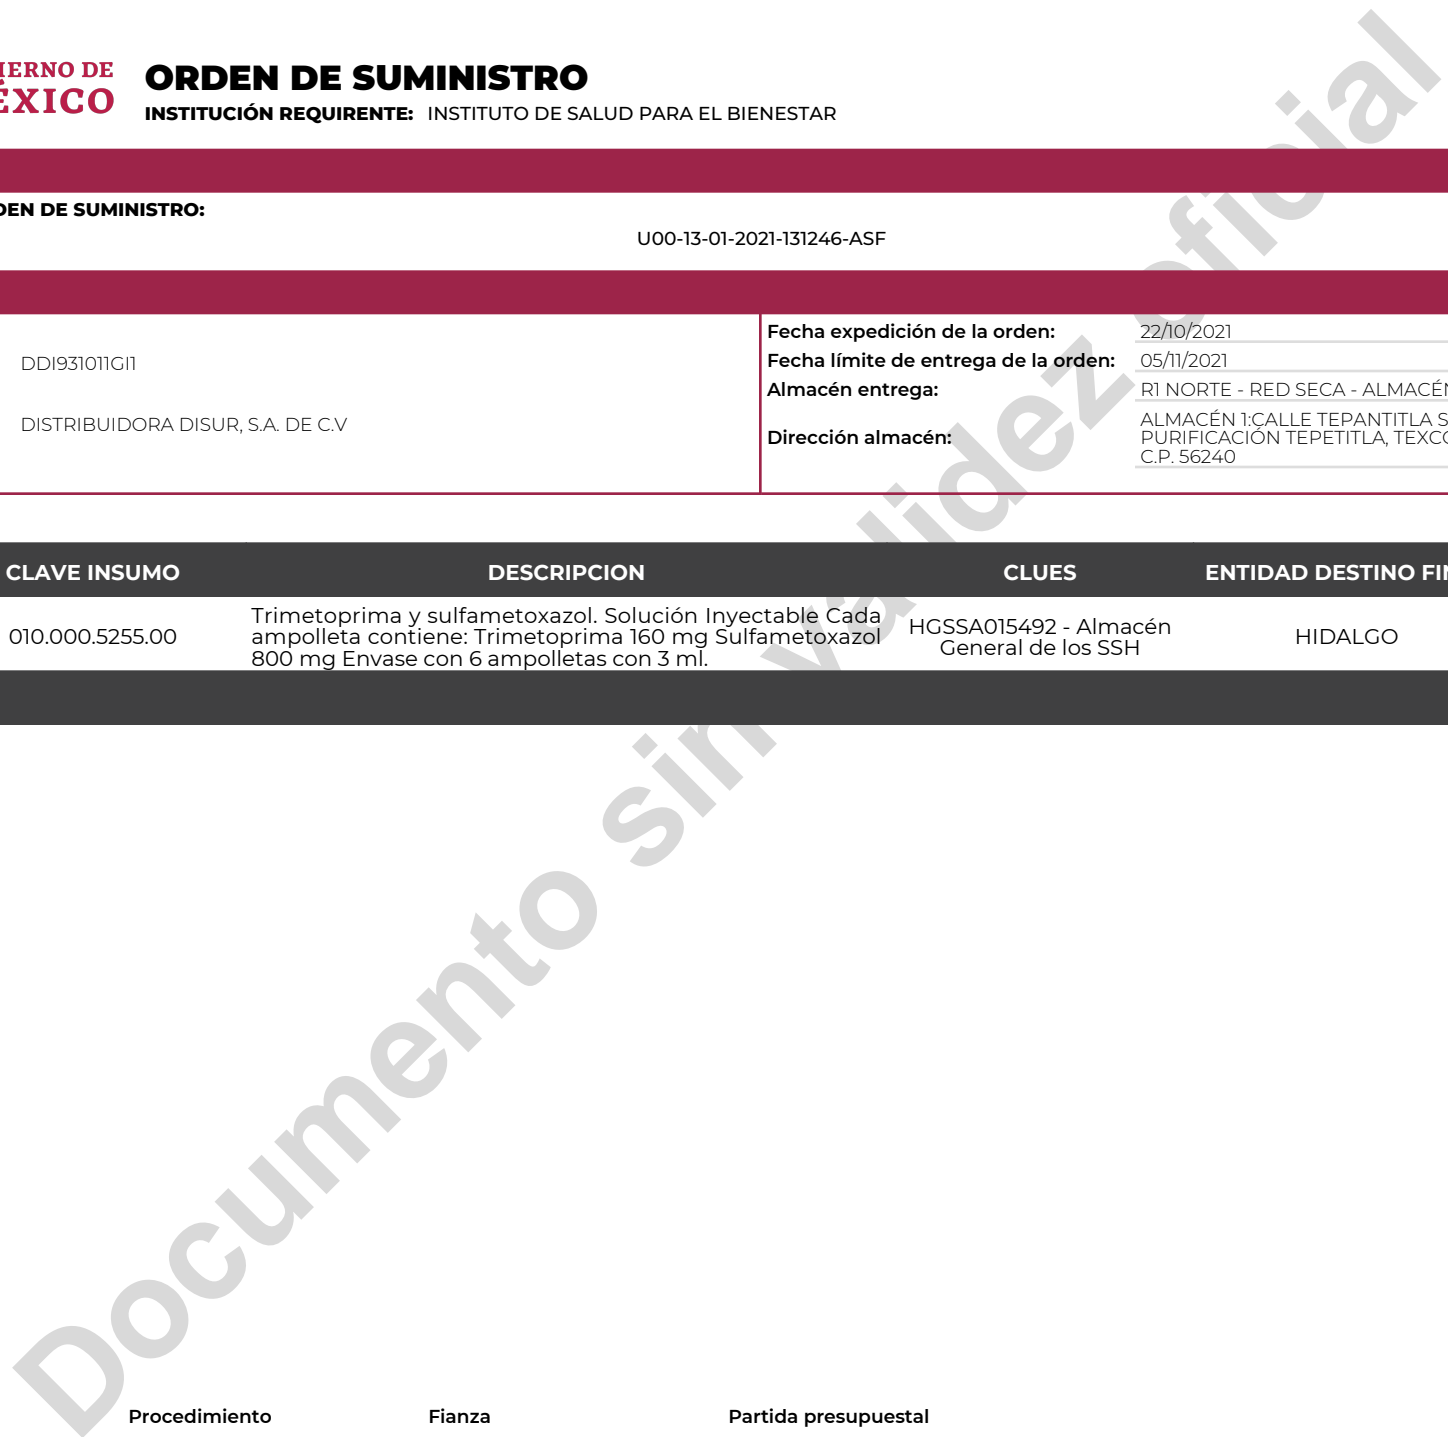 IERNO DE
ÉXICO
ORDEN DE SUMINISTRO
INSTITUCIÓN REQUIRENTE: INSTITUTO DE SALUD PARA EL BIENESTAR
DEN DE SUMINISTRO:
U00-13-01-2021-131246-ASF
DDI931011GI1
DISTRIBUIDORA DISUR, S.A. DE C.V
Fecha expedición de la orden: 22/10/2021
Fecha límite de entrega de la orden: 05/11/2021
Almacén entrega: R1 NORTE - RED SECA - ALMACÉN
Dirección almacén: ALMACÉN 1:CALLE TEPANTITLA S
PURIFICACIÓN TEPETITLA, TEXCO
C.P. 56240
CLAVE INSUMO DESCRIPCION CLUES ENTIDAD DESTINO FIN
010.000.5255.00
Trimetoprima y sulfametoxazol. Solución Inyectable Cada
ampolleta contiene: Trimetoprima 160 mg Sulfametoxazol
800 mg Envase con 6 ampolletas con 3 ml.
HGSSA015492 - Almacén
General de los SSH
HIDALGO
Documento sin validez oficial
Procedimiento Fianza Partida presupuestal